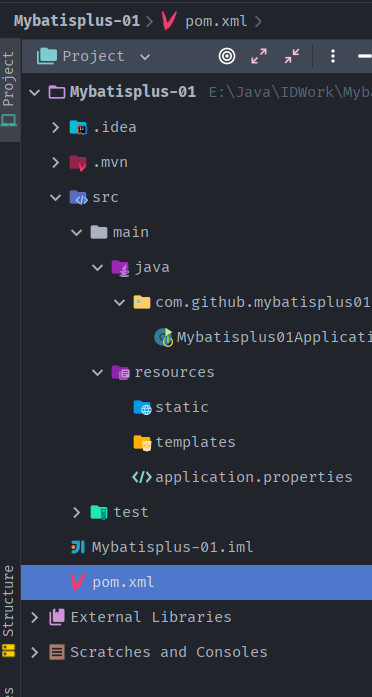 Mybatisplus-01 pom.xml
Project
Project
Mybatisplus-01 E:\Java\IDWork\Myb
.idea
.mvn
src
main
java
com.github.mybatisplus01
Mybatisplus01Applicati
resources
static
templates
application.properties
test
Mybatisplus-01.iml
pom.xml
External Libraries
Scratches and Consoles
Structure
es